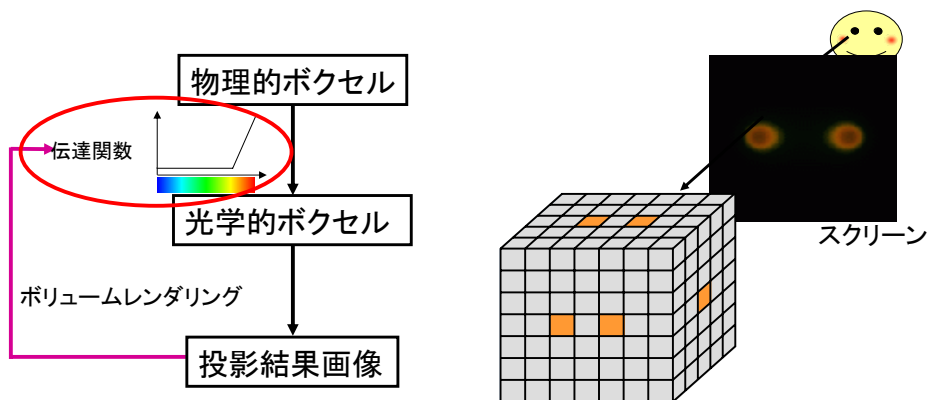 物理的ボクセル
伝達関数
光学的ボクセル
ボリュームレンダリング
投影結果画像
スクリーン